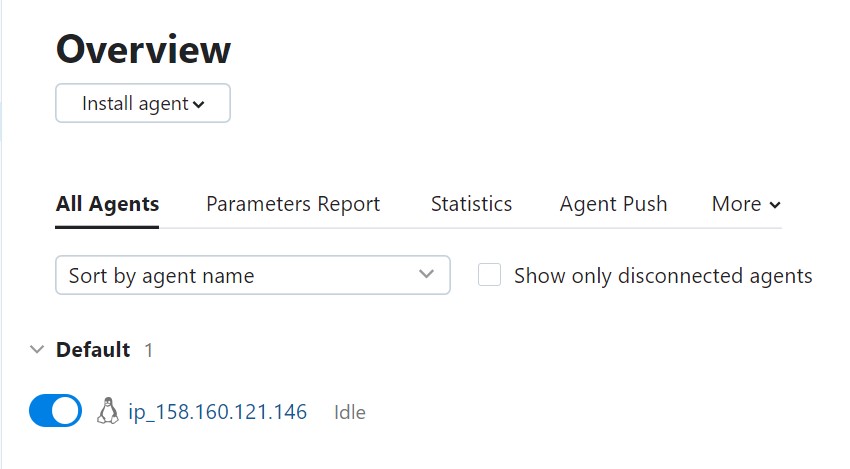 Overview
Install agent
All Agents Parameters Report Statistics Agent Push More
Sort by agent name Show only disconnected agents
Default 1
ip_158.160.121.146 Idle